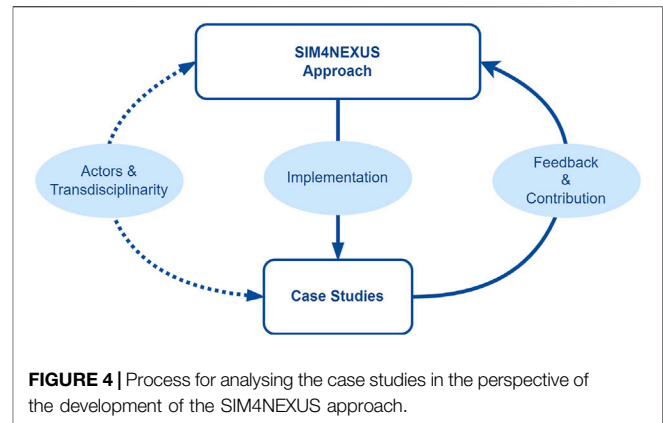 SIM4NEXUS
Approach
Actors &
Transdisciplinarity
Implementation
Feedback
&
Contribution
Case Studies
FIGURE 4 | Process for analysing the case studies in the perspective of
the development of the SIM4NEXUS approach.